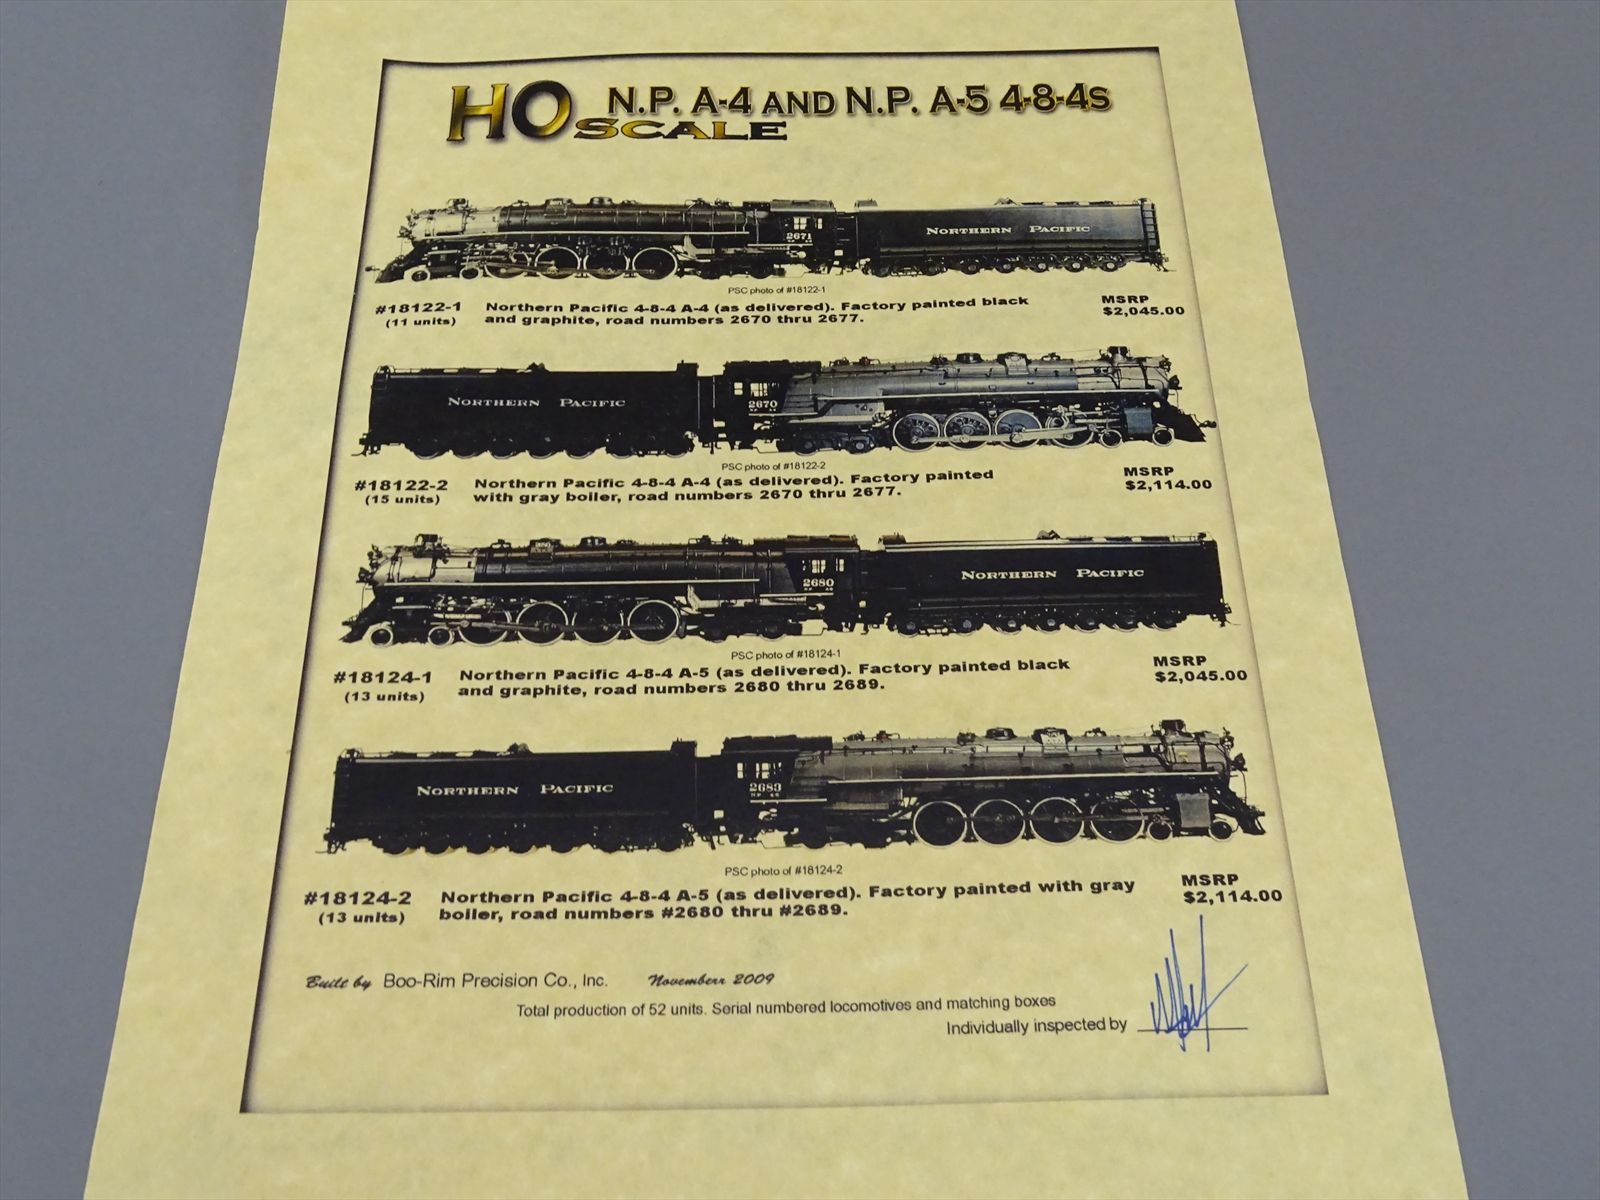 HO N.P. A-4 AND N.P. A-5 4-8-4S
SCALE
2671
NORTHERN PACIFIC
PSC photo of #18122-1
#18122-1 Northern Pacific 4-8-4 A-4 (as delivered). Factory painted black MSRP
(11 units) and graphite, road numbers 2670 thru 2677. $2,045.00
NORTHERN PACIFIC
2670
PSC photo of #18122-2
#18122-2 Northern Pacific 4-8-4 A-4 (as delivered). Factory painted MSRP
(15 units) with gray boiler, road numbers 2670 thru 2677. $2,114.00
2680
NORTHERN PACIFIC
PSC photo of #18124-1
#18124-1 Northern Pacific 4-8-4 A-5 (as delivered). Factory painted black MSRP
(13 units) and graphite, road numbers 2680 thru 2689. $2,045.00
NORTHERN PACIFIC
2683
PSC photo of #18124-2
#18124-2 Northern Pacific 4-8-4 A-5 (as delivered). Factory painted with gray MSRP
(13 units) boiler, road numbers #2680 thru #2689. $2,114.00
Built by Boo-Rim Precision Co., Inc. Novemberr 2009
Total production of 52 units. Serial numbered locomotives and matching boxes
Individually inspected by